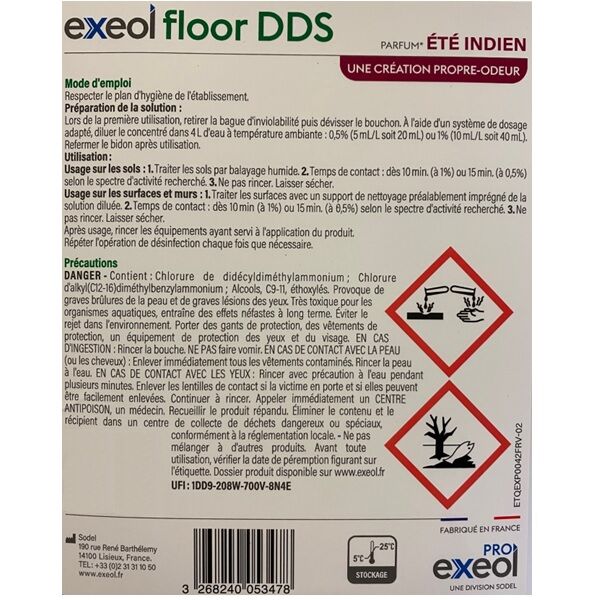 exeol floor DDS
PARFUM* ÉTÉ INDIEN
UNE CRÉATION PROPRE-ODEUR
Mode d'emploi
Respecter le plan d'hygiène de l'établissement.
Préparation de la solution :
Lors de la première utilisation, retirer la bague d'inviolabilité puis dévisser le bouchon. À l'aide d'un système de dosage
adapté, diluer le concentré dans 4 L d'eau à température ambiante : 0,5% (5 mL/L soit 20 mL) ou 1% (10 mL/L soit 40 mL).
Refermer le bidon après utilisation.
Utilisation :
Usage sur les sols : 1. Traiter les sols par balayage humide. 2. Temps de contact : dès 10 min. (à 1%) ou 15 min. (à 0,5%)
selon le spectre d'activité recherché. 3. Ne pas rincer. Laisser sécher.
Usage sur les surfaces et murs : 1. Traiter les surfaces avec un support de nettoyage préalablement imprégné de la
solution diluée. 2. Temps de contact : dès 10 min (à 1%) ou 15 min. (à 0,5%) selon le spectre d'activité recherché. 3. Ne
pas rincer. Laisser sécher.
Après usage, rincer les équipements ayant servi à l'application du produit.
Répéter l'opération de désinfection chaque fois que nécessaire.
Précautions
DANGER - Contient : Chlorure de didécyldiméthylammonium ; Chlorure
d'alkyl(C12-16)diméthylbenzylammonium ; Alcools, C9-11, éthoxylés. Provoque de
graves brûlures de la peau et de graves lésions des yeux. Très toxique pour les
organismes aquatiques, entraîne des effets néfastes à long terme. Éviter le
rejet dans l'environnement. Porter des gants de protection, des vêtements de
protection, un équipement de protection des yeux et du visage. EN CAS
D'INGESTION : Rincer la bouche. NE PAS faire vomir. EN CAS DE CONTACT AVEC LA PEAU
(ou les cheveux) : Enlever immédiatement tous les vêtements contaminés. Rincer la peau
à l'eau. EN CAS DE CONTACT AVEC LES YEUX : Rincer avec précaution à l'eau pendant
plusieurs minutes. Enlever les lentilles de contact si la victime en porte et si elles peuvent
être facilement enlevées. Continuer à rincer. Appeler immédiatement un CENTRE
ANTIPOISON, un médecin. Recueillir le produit répandu. Éliminer le contenu et le
récipient dans un centre de collecte de déchets dangereux ou spéciaux,
conformément à la réglementation locale. - Ne pas
mélanger à d'autres produits. Avant toute
utilisation, vérifier la date de péremption figurant sur
l'étiquette. Dossier produit disponible sur www.exeol.fr
UFI : 1DD9-208W-700V-8N4E
ETQEXP0042FRV-02
FABRIQUÉ EN FRANCE
Sodel
190 rue René Barthélemy
14100 Lisieux, France.
TEL: +33(0)2 31 31 10 50
www.exeol.fr
3 268240 053478
5°C
25°C
STOCKAGE
PRO
exeol
UNE DIVISION SODEL